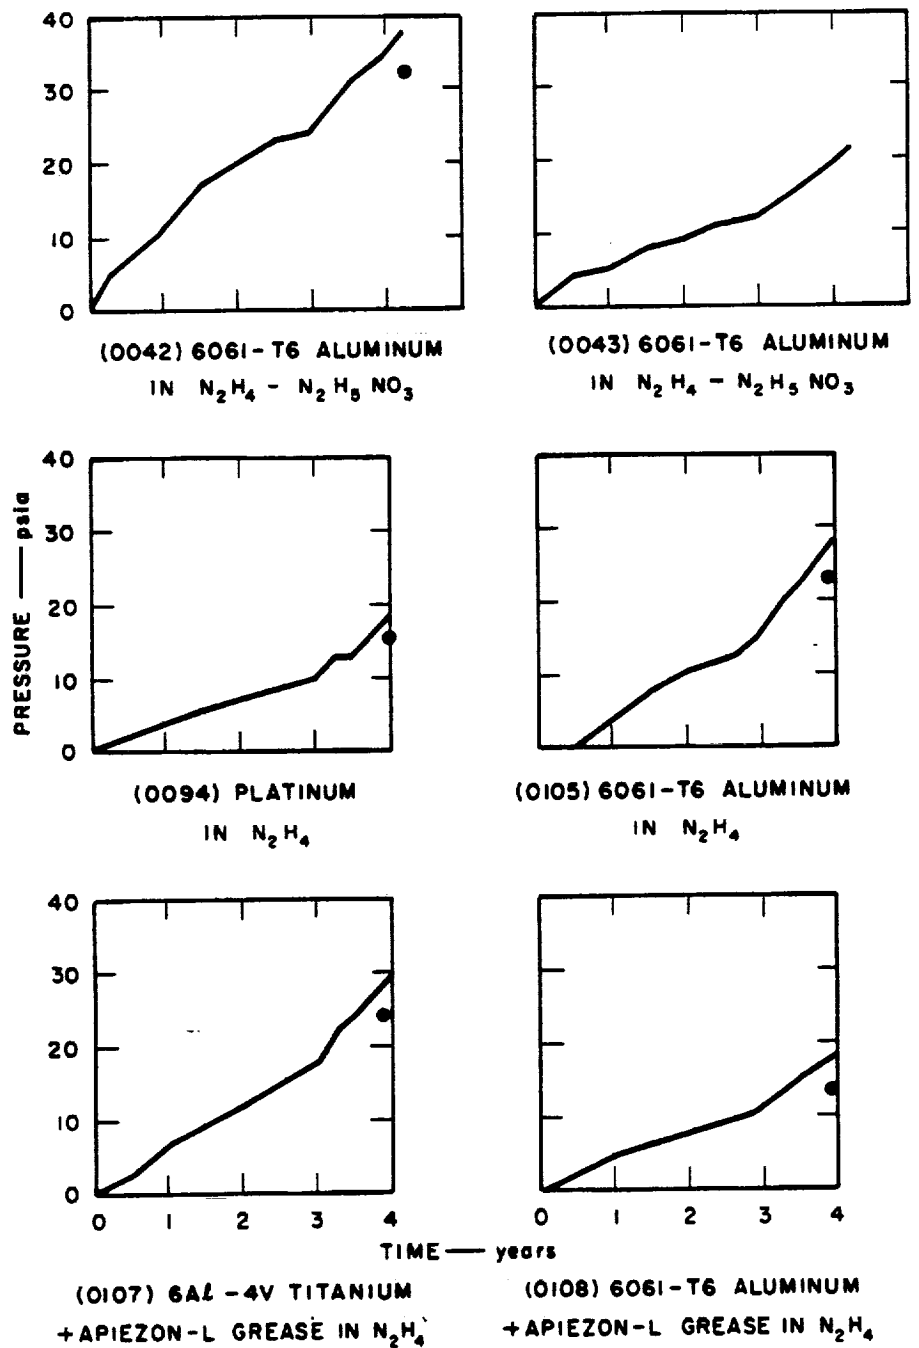 40
30
20
10
0
(0042) 6061-T6 ALUMINUM
IN N₂H₄ - N₂H₅NO₃
(0043) 6061-T6 ALUMINUM
IN N₂H₄ - N₂H₅NO₃
PRESSURE — psia
40
30
20
10
0
(0094) PLATINUM
IN N₂H₄
(0105) 6061-T6 ALUMINUM
IN N₂H₄
40
30
20
10
0
0 1 2 3 4
0 1 2 3 4
TIME — years
(0107) 6Al-4V TITANIUM
+APIEZON-L GREASE IN N₂H₄
(0108) 6061-T6 ALUMINUM
+APIEZON-L GREASE IN N₂H₄